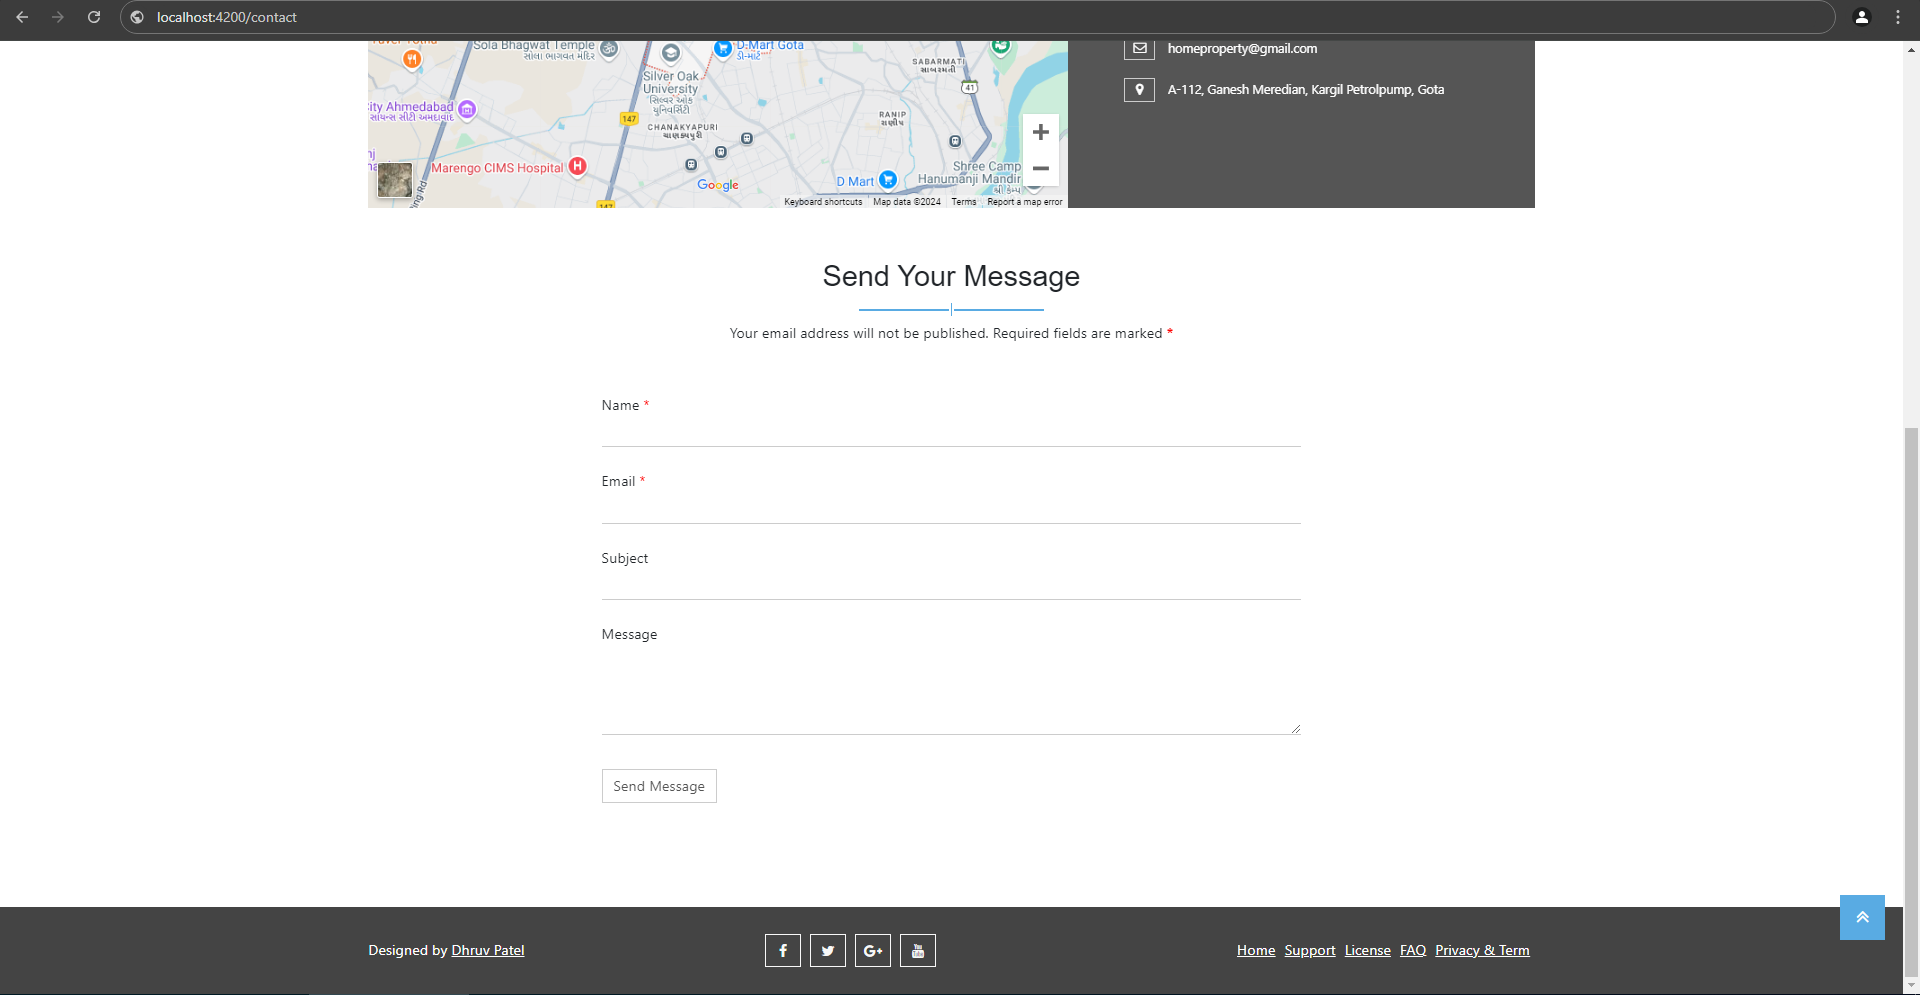 localhost:4200/contact
Sola Bhagwat Temple
સોલા ભાગવત મંદિર
D-Mart Gota
ડી-માર્ટ
homeproperty@gmail.com
SABARMATI
સાબરમતી
Silver Oak
University
સિલ્વર ઓક
યુનિવર્સિટી
41
A-112, Ganesh Meredian, Kargil Petrolpump, Gota
City Ahmedabad
147
CHANAKYAPURI
ચાણક્યપુરી
RANIP
રાણીપ
Marengo CIMS Hospital
H
Shree Camp
Hanumanji Mandir
Google
D Mart
147
Keyboard shortcuts Map data ©2024 Terms Report a map error
Send Your Message
Your email address will not be published. Required fields are marked *
Name *
Email *
Subject
Message
Send Message
Designed by Dhruv Patel
You Tube
Home Support License FAQ Privacy & Term